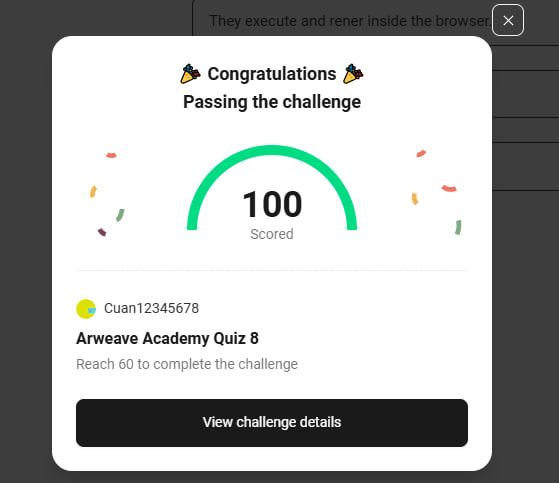 They execute and rener inside the browser.
🎉 Congratulations 🎉
Passing the challenge
100
Scored
Cuan12345678
Arweave Academy Quiz 8
Reach 60 to complete the challenge
View challenge details